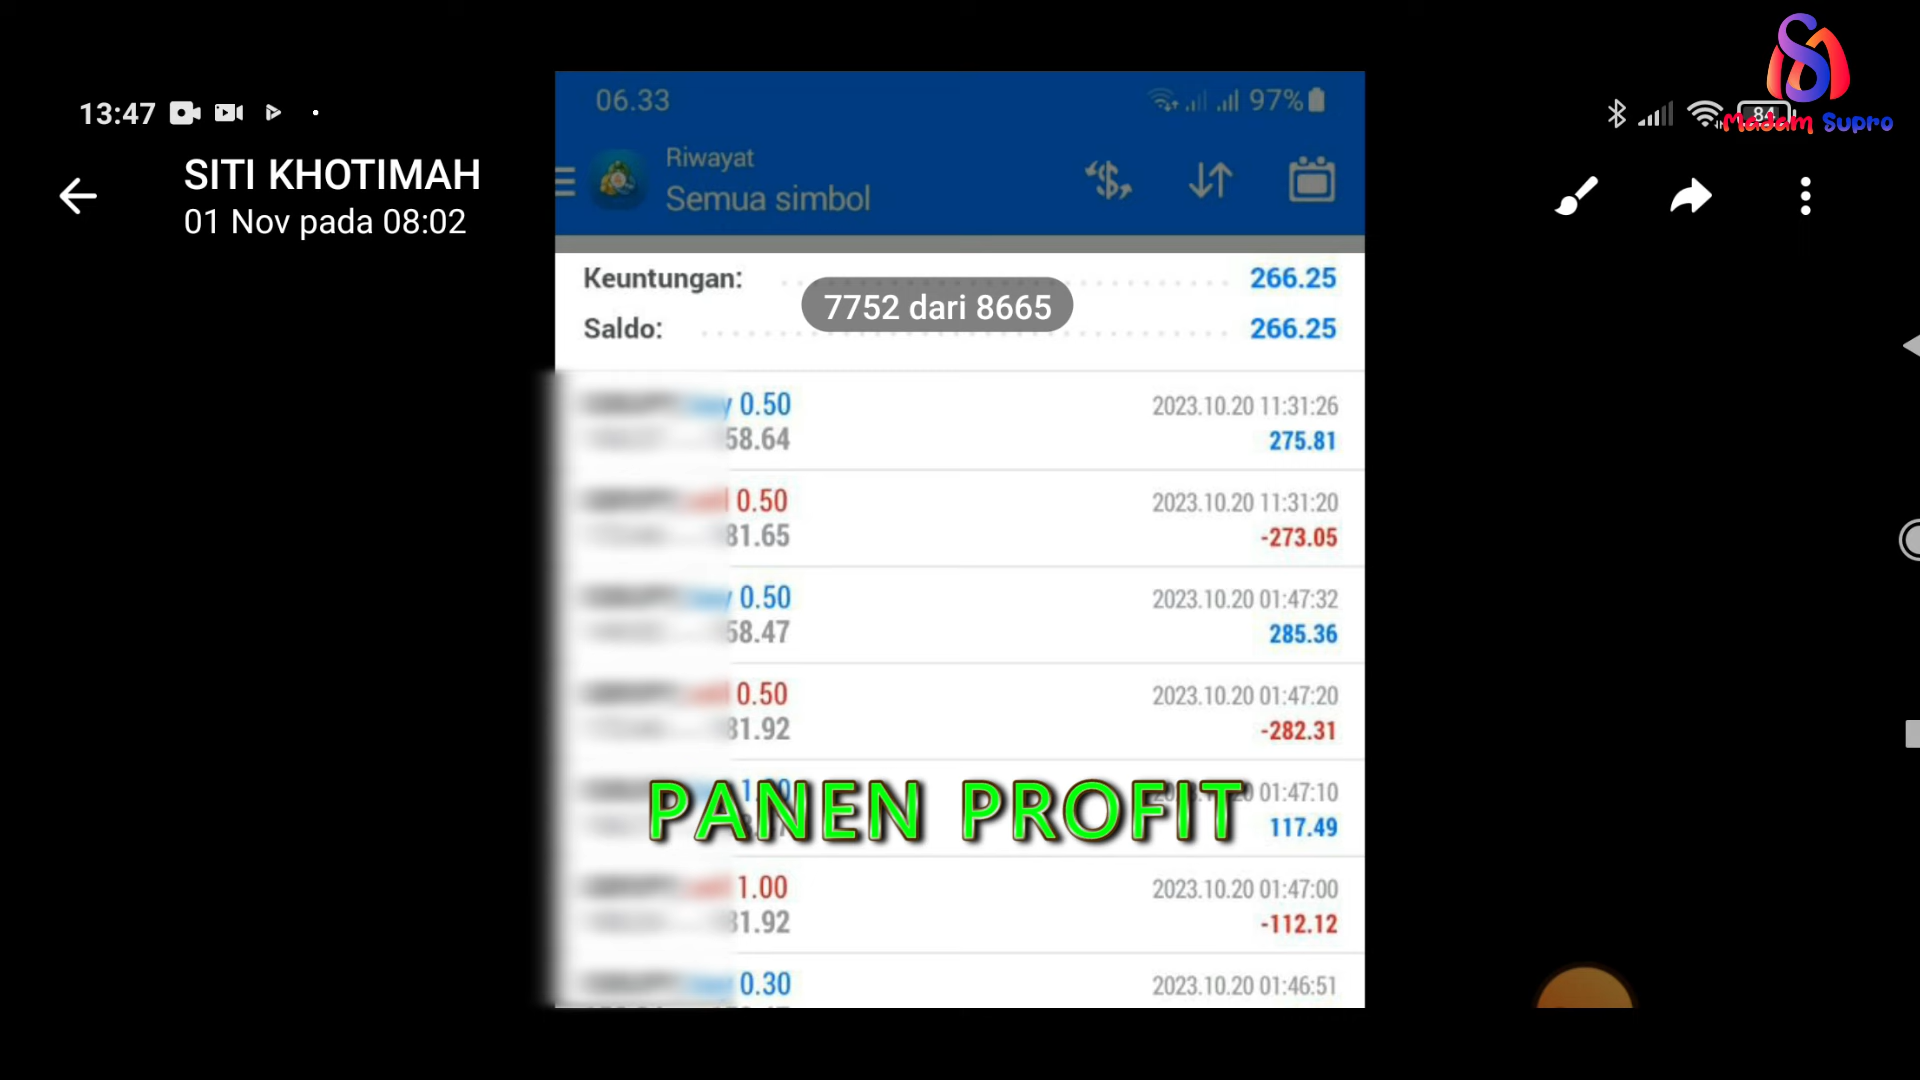 13:47
84
Madam Supro
SITI KHOTIMAH
01 Nov pada 08:02
06.33
97%
Riwayat
Semua simbol
Keuntungan: 266.25
7752 dari 8665
Saldo: 266.25
0.50 2023.10.20 11:31:26
58.64 275.81
0.50 2023.10.20 11:31:20
81.65 -273.05
0.50 2023.10.20 01:47:32
58.47 285.36
0.50 2023.10.20 01:47:20
81.92 -282.31
01:47:10
PANEN PROFIT
117.49
1.00 2023.10.20 01:47:00
81.92 -112.12
0.30 2023.10.20 01:46:51